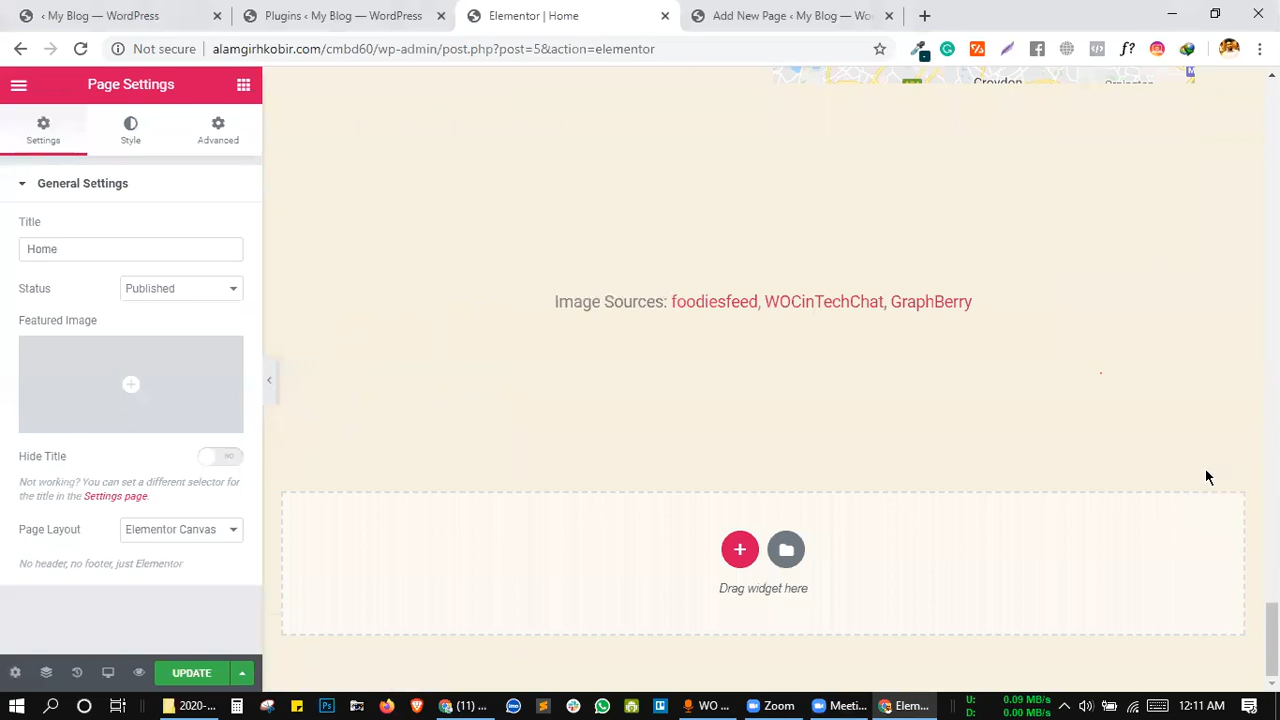 ‹ My Blog — WordPress
Plugins ‹ My Blog — WordPress
Elementor | Home
Add New Page ‹ My Blog — Wo
Not secure
alamgirhkobir.com/cmbd60/wp-admin/post.php?post=5&action=elementor
Page Settings
Croydon
Orpington
Settings
Style
Advanced
General Settings
Title
Home
Status
Published
Featured Image
Image Sources: foodiesfeed, WOCinTechChat, GraphBerry
Hide Title
NO
Not working? You can set a different selector for
the title in the Settings page.
Page Layout
Elementor Canvas
No header, no footer, just Elementor
Drag widget here
UPDATE
2020-
(11)
WO ...
Zoom
Meeti...
Elem...
U: 0.09 MB/s
D: 0.00 MB/s
12:11 AM